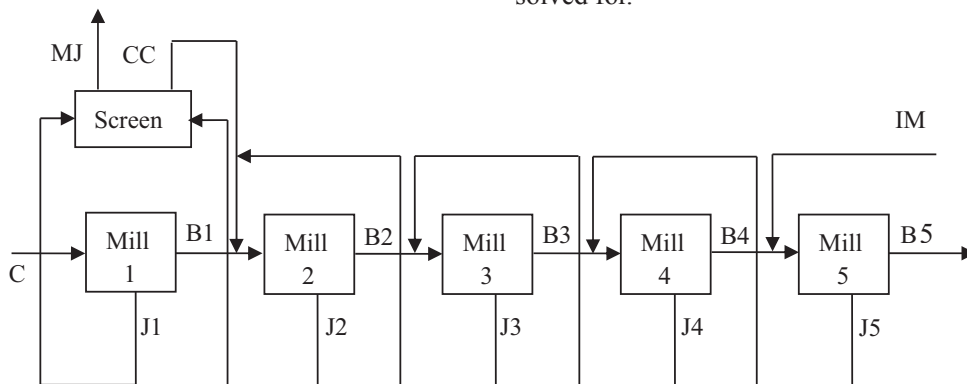 solved for.
MJ
CC
Screen
IM
C
Mill
1
B1
Mill
2
B2
Mill
3
B3
Mill
4
B4
Mill
5
B5
J1
J2
J3
J4
J5